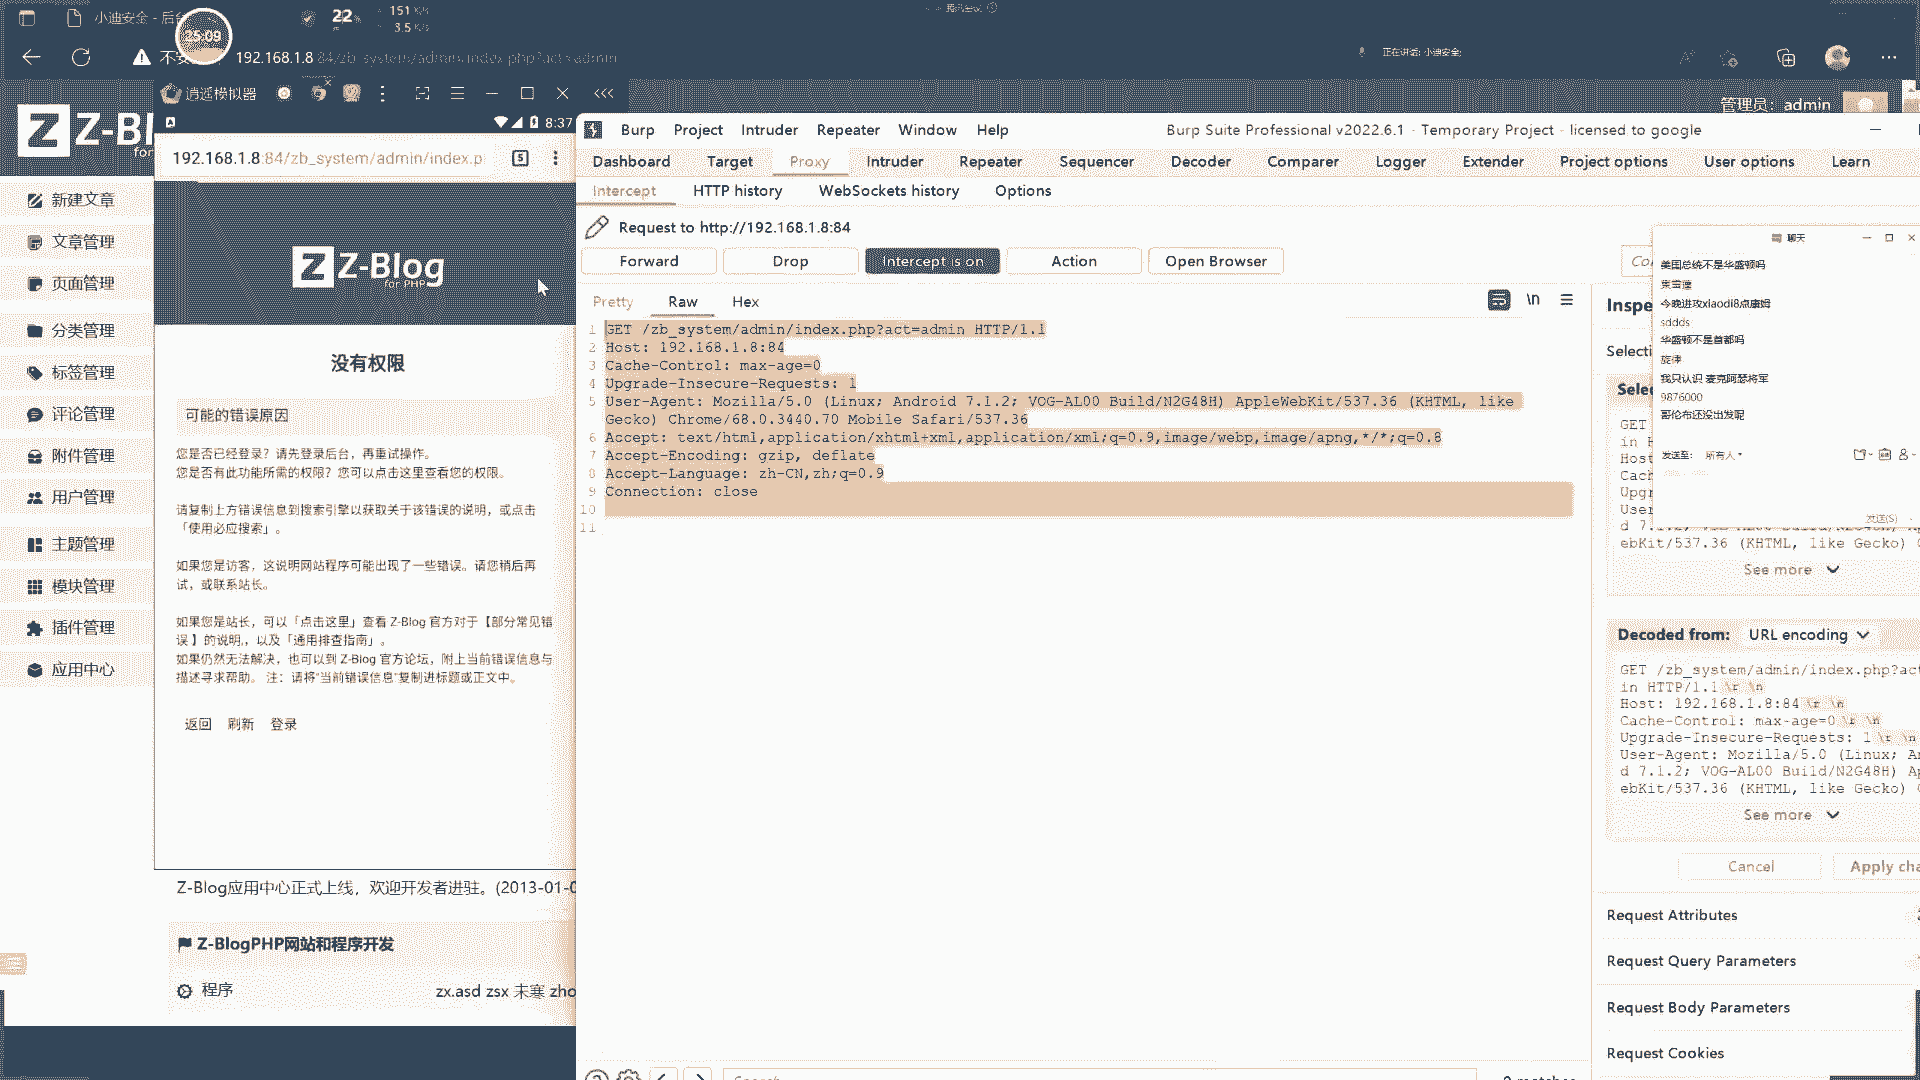 小迪安全 - 后台
25:09
22%
151 K/s
3.5 K/s
腾讯会议
不安
192.168.1.8:84/zb_system/admin/index.php?act=admin
正在讲话: 小迪安全;
Z-Bl
for
管理员: admin
新建文章
文章管理
页面管理
分类管理
标签管理
评论管理
附件管理
用户管理
主题管理
模块管理
插件管理
应用中心
逍遥模拟器
8:37
192.168.1.8:84/zb_system/admin/index.p
5
Z-Blog
for PHP
没有权限
可能的错误原因
您是否已经登录？请先登录后台，再重试操作。
您是否有此功能所需的权限？您可以点击这里查看您的权限。
请复制上方错误信息到搜索引擎以获取关于该错误的说明，或点击
「使用必应搜索」。
如果您是访客，这说明网站程序可能出现了一些错误。请您稍后再
试，或联系站长。
如果您是站长，可以「点击这里」查看 Z-Blog 官方对于【部分常见错
误】的说明,，以及「通用排查指南」。
如果仍然无法解决，也可以到 Z-Blog 官方论坛，附上当前错误信息与
描述寻求帮助。 注：请将“当前错误信息”复制进标题或正文中。
返回 刷新 登录
Z-Blog应用中心正式上线，欢迎开发者进驻。(2013-01-0
Z-BlogPHP网站和程序开发
程序
zx.asd zsx 未寒 zho
Burp Project Intruder Repeater Window Help
Burp Suite Professional v2022.6.1 - Temporary Project - licensed to google
Dashboard Target Proxy Intruder Repeater Sequencer Decoder Comparer Logger Extender Project options User options Learn
Intercept HTTP history WebSockets history Options
Request to http://192.168.1.8:84
Forward Drop Intercept is on Action Open Browser
Pretty Raw Hex
\n
1 GET /zb_system/admin/index.php?act=admin HTTP/1.1
2 Host: 192.168.1.8:84
3 Cache-Control: max-age=0
4 Upgrade-Insecure-Requests: 1
5 User-Agent: Mozilla/5.0 (Linux; Android 7.1.2; VOG-AL00 Build/N2G48H) AppleWebKit/537.36 (KHTML, like
Gecko) Chrome/68.0.3440.70 Mobile Safari/537.36
6 Accept: text/html,application/xhtml+xml,application/xml;q=0.9,image/webp,image/apng,*/*;q=0.8
7 Accept-Encoding: gzip, deflate
8 Accept-Language: zh-CN,zh;q=0.9
9 Connection: close
10
11
Search...
Inspe
Selecti
Selec
GET
in H
Host
Cach
Upgr
User
d 7.1.2; VOG-AL00 Build/N2G48H) Ap
ebKit/537.36 (KHTML, like Gecko) C
See more
聊天
美国总统不是华盛顿吗
今晚进攻xiaodi8点康姆
sddds
华盛顿不是首都吗
旋律
我只认识 麦克阿瑟将军
9876000
哥伦布还没出发呢
发送至: 所有人
发送(S)
Decoded from: URL encoding
GET /zb_system/admin/index.php?act
in HTTP/1.1 \r \n
Host: 192.168.1.8:84 \r \n
Cache-Control: max-age=0 \r \n
Upgrade-Insecure-Requests: 1 \r \n
User-Agent: Mozilla/5.0 (Linux; An
d 7.1.2; VOG-AL00 Build/N2G48H) Ap
ebKit/537.36 (KHTML, like Gecko) C
See more
Cancel Apply cha
Request Attributes
Request Query Parameters
Request Body Parameters
Request Cookies